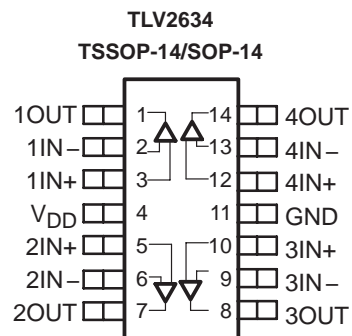 TLV2634
TSSOP-14/SOP-14
1OUT 1 14 4OUT
1IN− 2 13 4IN−
1IN+ 3 12 4IN+
VDD 4 11 GND
2IN+ 5 10 3IN+
2IN− 6 9 3IN−
2OUT 7 8 3OUT